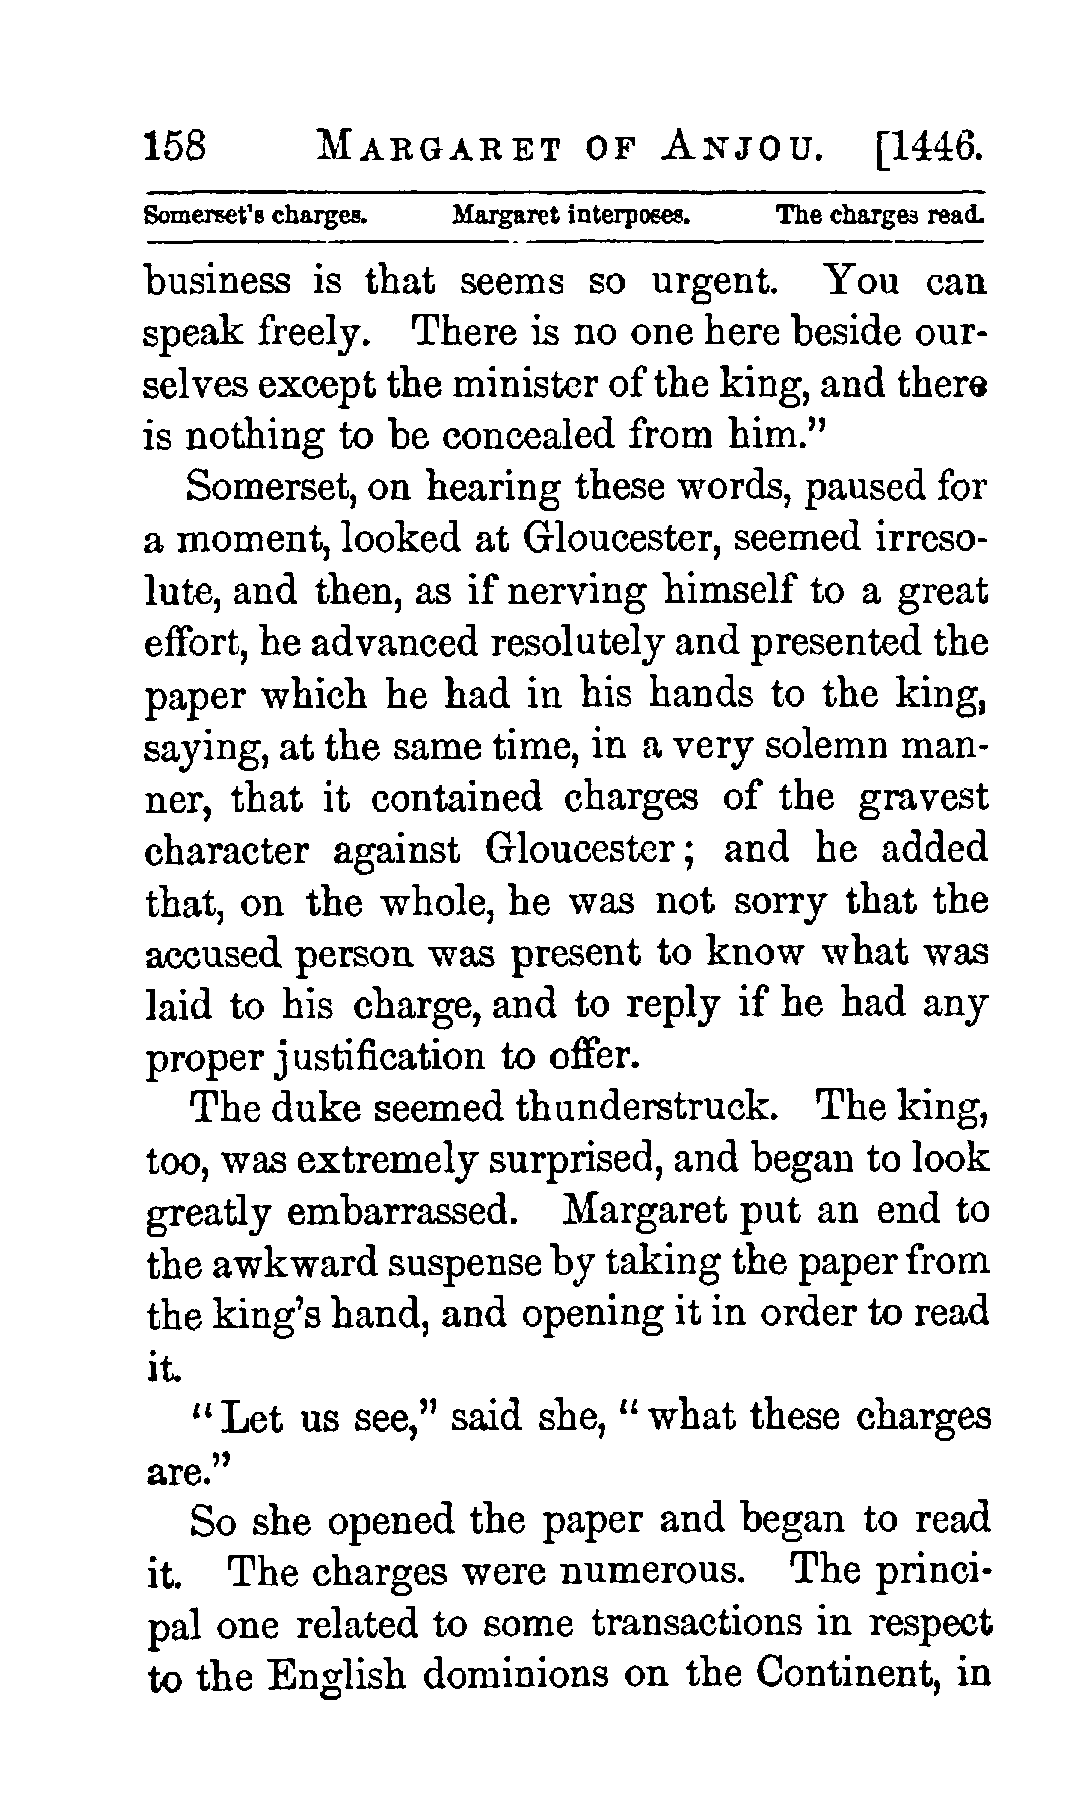 158 MARGARET OF ANJOU. [1446.
Somerset's charges. Margaret interposes. The charges read.
business is that seems so urgent. You can
speak freely. There is no one here beside our-
selves except the minister of the king, and there
is nothing to be concealed from him."
Somerset, on hearing these words, paused for
a moment, looked at Gloucester, seemed irreso-
lute, and then, as if nerving himself to a great
effort, he advanced resolutely and presented the
paper which he had in his hands to the king,
saying, at the same time, in a very solemn man-
ner, that it contained charges of the gravest
character against Gloucester; and he added
that, on the whole, he was not sorry that the
accused person was present to know what was
laid to his charge, and to reply if he had any
proper justification to offer.
The duke seemed thunderstruck. The king,
too, was extremely surprised, and began to look
greatly embarrassed. Margaret put an end to
the awkward suspense by taking the paper from
the king's hand, and opening it in order to read
it.
"Let us see," said she, "what these charges
are."
So she opened the paper and began to read
it. The charges were numerous. The princi-
pal one related to some transactions in respect
to the English dominions on the Continent, in